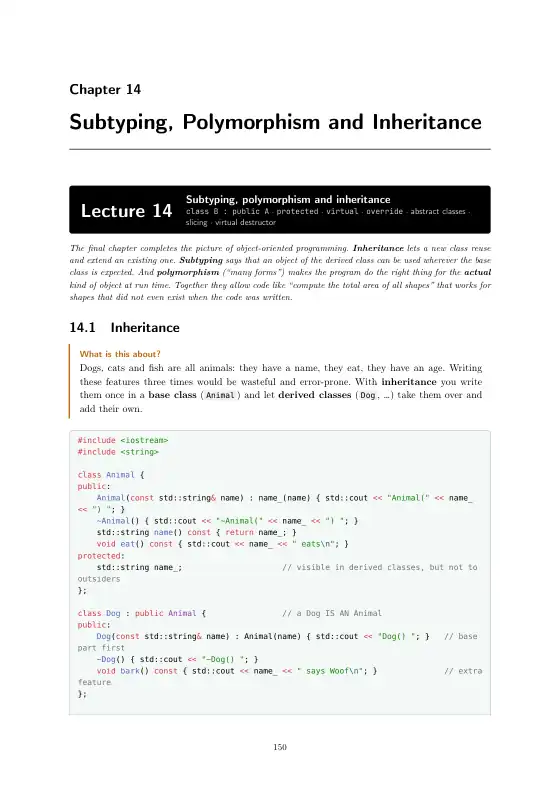 Chapter 14
Subtyping, Polymorphism and Inheritance
Lecture 14
Subtyping, polymorphism and inheritance
class B : public A · protected · virtual · override · abstract classes ·
slicing · virtual destructor
The final chapter completes the picture of object-oriented programming. Inheritance lets a new class reuse
and extend an existing one. Subtyping says that an object of the derived class can be used wherever the base
class is expected. And polymorphism (“many forms”) makes the program do the right thing for the actual
kind of object at run time. Together they allow code like “compute the total area of all shapes” that works for
shapes that did not even exist when the code was written.
14.1 Inheritance
What is this about?
Dogs, cats and fish are all animals: they have a name, they eat, they have an age. Writing
these features three times would be wasteful and error-prone. With inheritance you write
them once in a base class (Animal) and let derived classes (Dog, …) take them over and
add their own.
#include <iostream>
#include <string>
class Animal {
public:
    Animal(const std::string& name) : name_(name) { std::cout << "Animal(" << name_
<< ") "; }
    ~Animal() { std::cout << "~Animal(" << name_ << ") "; }
    std::string name() const { return name_; }
    void eat() const { std::cout << name_ << " eats\n"; }
protected:
    std::string name_;                     // visible in derived classes, but not to
outsiders
};
class Dog : public Animal {                // a Dog IS AN Animal
public:
    Dog(const std::string& name) : Animal(name) { std::cout << "Dog() "; }   // base
part first
    ~Dog() { std::cout << "~Dog() "; }
    void bark() const { std::cout << name_ << " says Woof\n"; }              // extra
feature
};
150